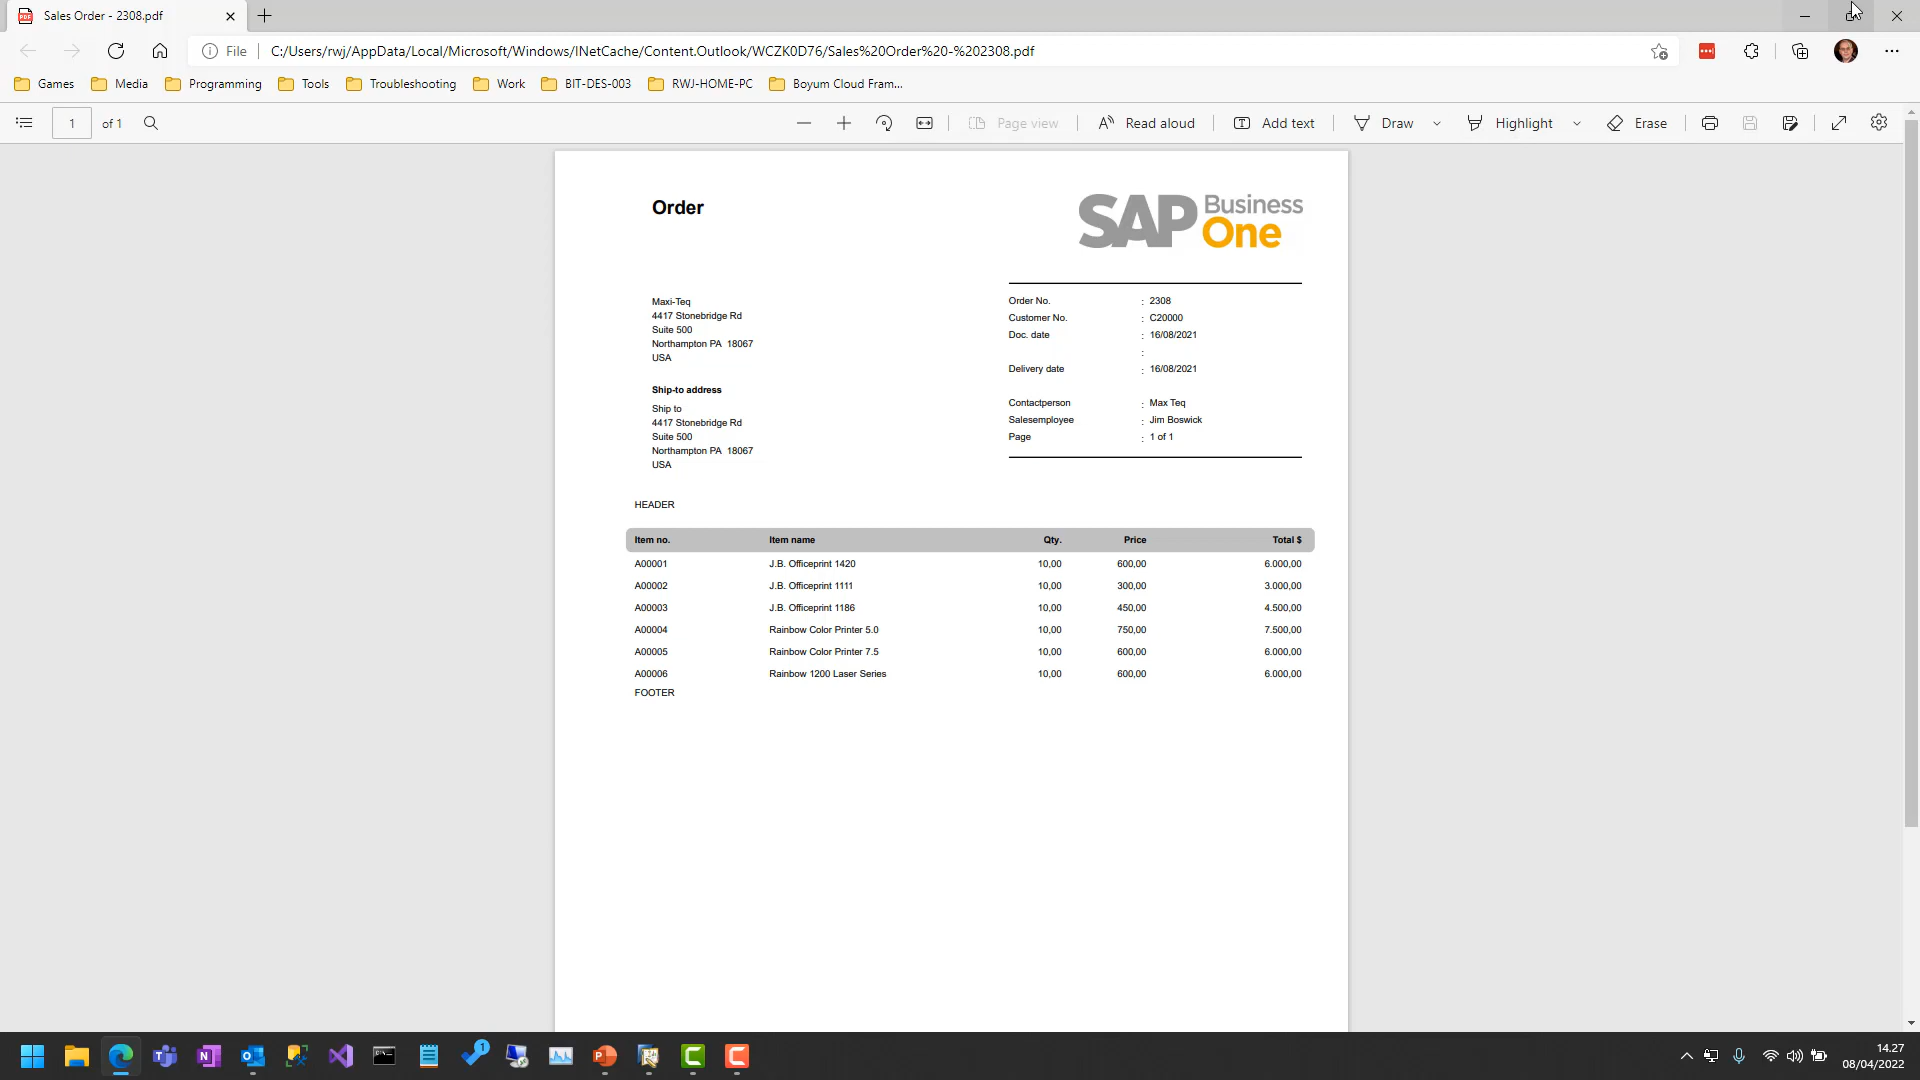 Sales Order - 2308.pdf
File C:/Users/rwj/AppData/Local/Microsoft/Windows/INetCache/Content.Outlook/WCZK0D76/Sales%20Order%20-%202308.pdf
Games Media Programming Tools Troubleshooting Work BIT-DES-003 RWJ-HOME-PC Boyum Cloud Fram...
1 of 1 Page view Read aloud Add text Draw Highlight Erase
Order
SAP Business One
Maxi-Teq
4417 Stonebridge Rd
Suite 500
Northampton PA 18067
USA
Ship-to address
Ship to
4417 Stonebridge Rd
Suite 500
Northampton PA 18067
USA
Order No. : 2308
Customer No. : C20000
Doc. date : 16/08/2021
:
Delivery date : 16/08/2021
Contactperson : Max Teq
Salesemployee : Jim Boswick
Page : 1 of 1
HEADER
Item no. Item name Qty. Price Total $
A00001 J.B. Officeprint 1420 10,00 600,00 6.000,00
A00002 J.B. Officeprint 1111 10,00 300,00 3.000,00
A00003 J.B. Officeprint 1186 10,00 450,00 4.500,00
A00004 Rainbow Color Printer 5.0 10,00 750,00 7.500,00
A00005 Rainbow Color Printer 7.5 10,00 600,00 6.000,00
A00006 Rainbow 1200 Laser Series 10,00 600,00 6.000,00
FOOTER
1
14.27
08/04/2022